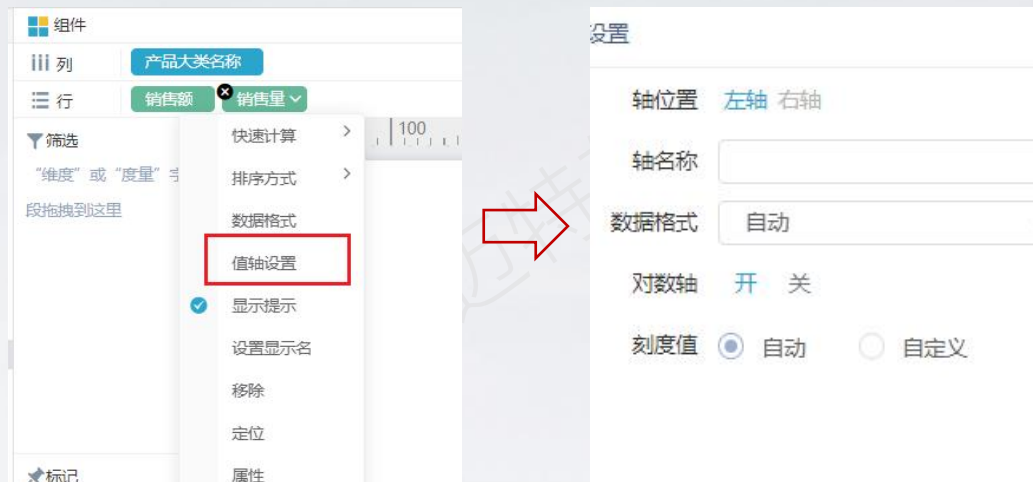 组件
列
产品大类名称
行
销售额
销售量
筛选
100
“维度”或“度量”字
段拖拽到这里
快速计算
排序方式
数据格式
值轴设置
显示提示
设置显示名
移除
定位
属性
标记
设置
轴位置 左轴 右轴
轴名称
数据格式 自动
对数轴 开 关
刻度值 自动 自定义